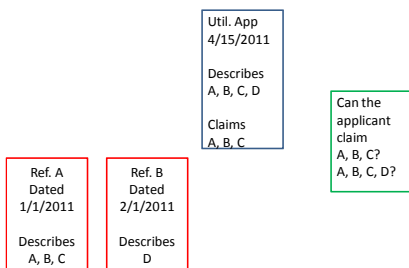 Util. App
4/15/2011
Describes
A, B, C, D
Claims
A, B, C
Can the
applicant
claim
A, B, C?
A, B, C, D?
Ref. A
Dated
1/1/2011
Describes
A, B, C
Ref. B
Dated
2/1/2011
Describes
D